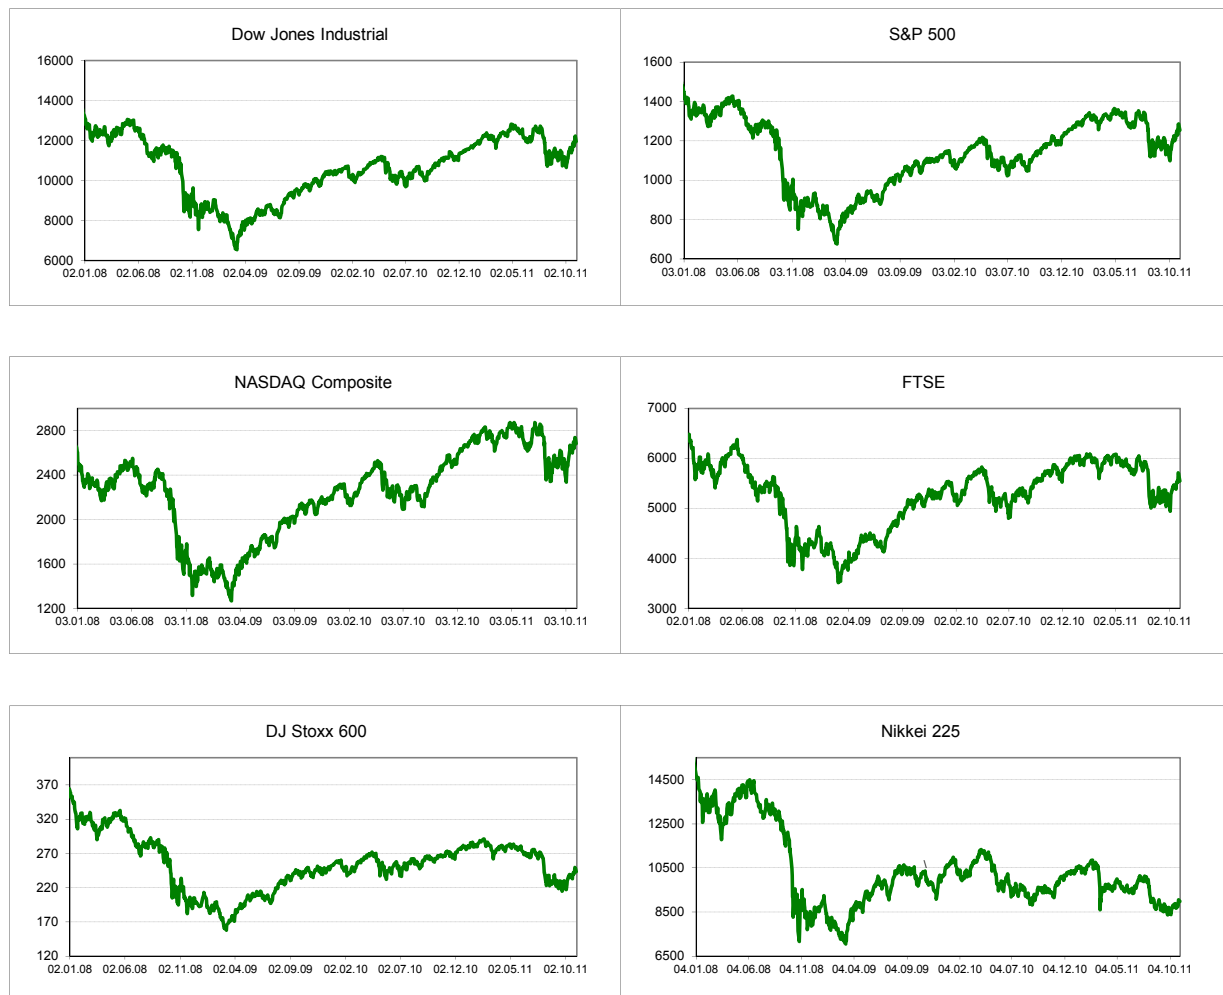 Dow Jones Industrial
16000
14000
12000
10000
8000
6000
02.01.08 02.06.08 02.11.08 02.04.09 02.09.09 02.02.10 02.07.10 02.12.10 02.05.11 02.10.11
S&P 500
1600
1400
1200
1000
800
600
03.01.08 03.06.08 03.11.08 03.04.09 03.09.09 03.02.10 03.07.10 03.12.10 03.05.11 03.10.11
NASDAQ Composite
2800
2400
2000
1600
1200
03.01.08 03.06.08 03.11.08 03.04.09 03.09.09 03.02.10 03.07.10 03.12.10 03.05.11 03.10.11
FTSE
7000
6000
5000
4000
3000
02.01.08 02.06.08 02.11.08 02.04.09 02.09.09 02.02.10 02.07.10 02.12.10 02.05.11 02.10.11
DJ Stoxx 600
370
320
270
220
170
120
02.01.08 02.06.08 02.11.08 02.04.09 02.09.09 02.02.10 02.07.10 02.12.10 02.05.11 02.10.11
Nikkei 225
14500
12500
10500
8500
6500
04.01.08 04.06.08 04.11.08 04.04.09 04.09.09 04.02.10 04.07.10 04.12.10 04.05.11 04.10.11